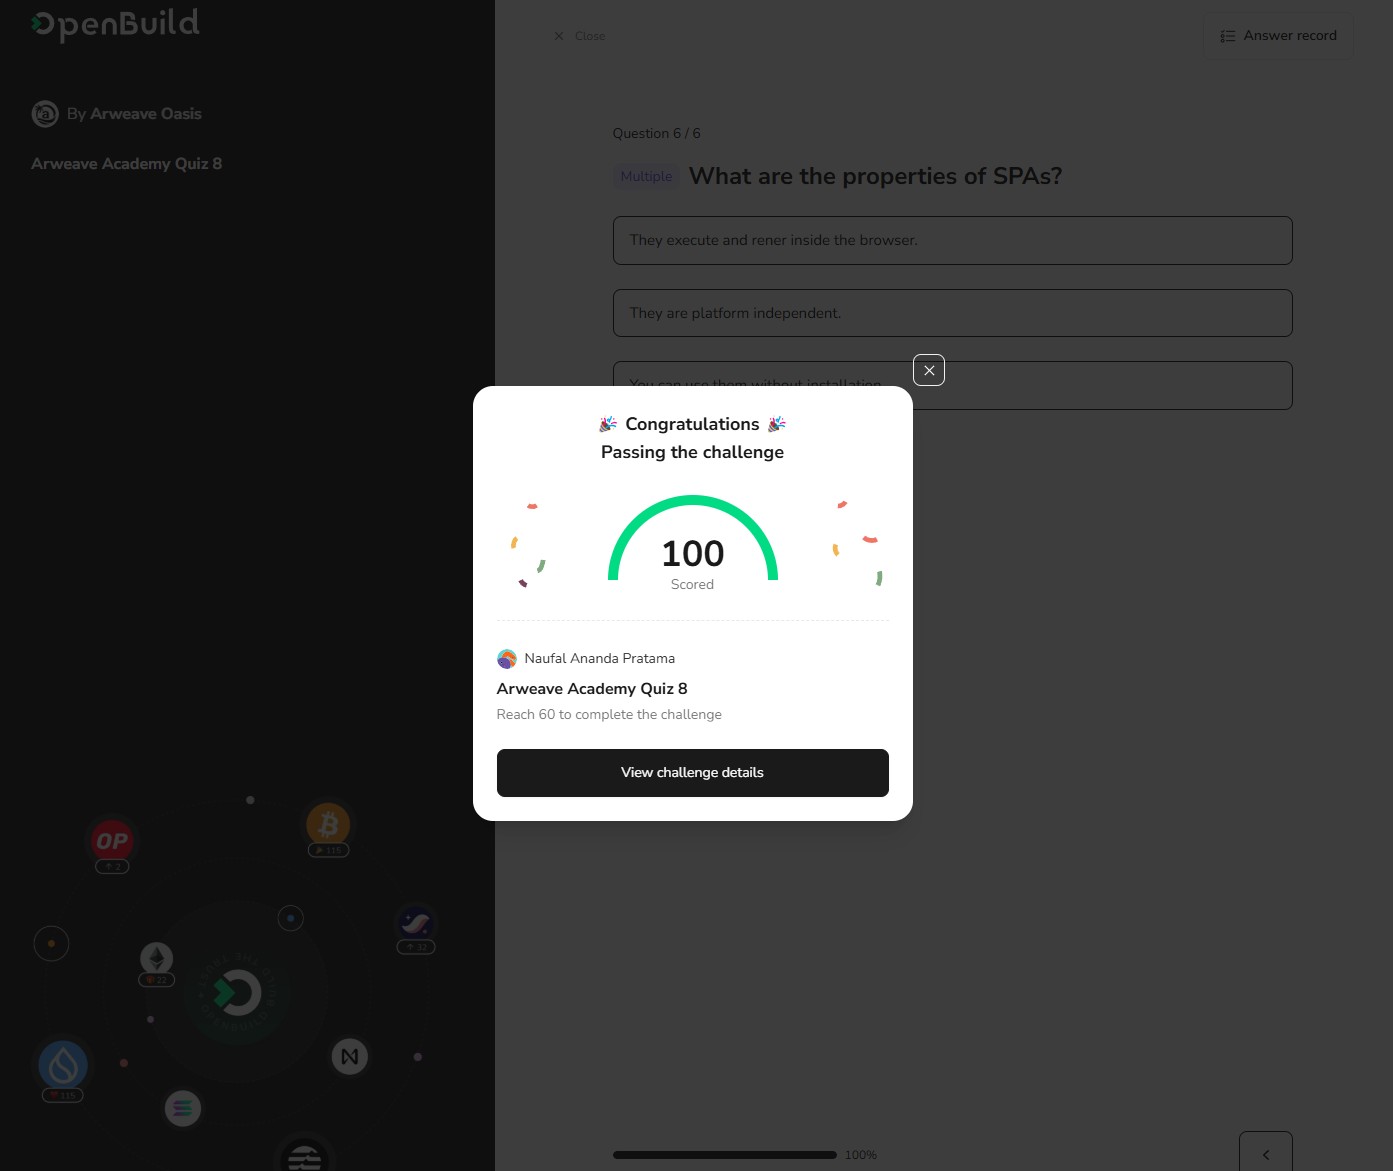 OpenBuild
Close
Answer record
By Arweave Oasis
Arweave Academy Quiz 8
Question 6 / 6
Multiple What are the properties of SPAs?
They execute and rener inside the browser.
They are platform independent.
You can use them without installation
Congratulations
Passing the challenge
100
Scored
Naufal Ananda Pratama
Arweave Academy Quiz 8
Reach 60 to complete the challenge
View challenge details
OP
2
115
32
22
115
100%